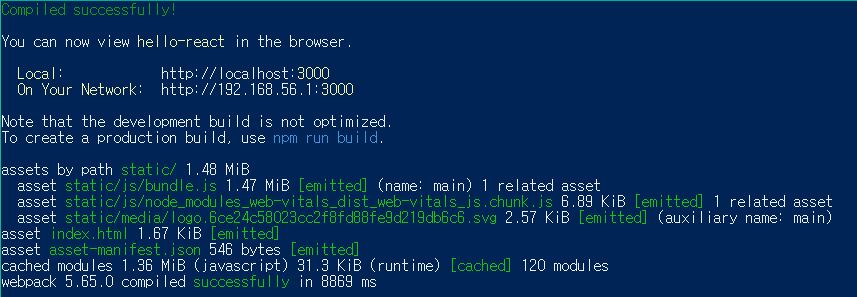 Compiled successfully!
You can now view hello-react in the browser.
Local: http://localhost:3000
On Your Network: http://192.168.56.1:3000
Note that the development build is not optimized.
To create a production build, use npm run build.
assets by path static/ 1.48 MiB
asset static/js/bundle.js 1.47 MiB [emitted] (name: main) 1 related asset
asset static/js/node_modules_web-vitals_dist_web-vitals_js.chunk.js 6.89 KiB [emitted] 1 related asset
asset static/media/logo.6ce24c58023cc2f8fd88fe9d219db6c6.svg 2.57 KiB [emitted] (auxiliary name: main)
asset index.html 1.67 KiB [emitted]
asset asset-manifest.json 546 bytes [emitted]
cached modules 1.36 MiB (javascript) 31.3 KiB (runtime) [cached] 120 modules
webpack 5.65.0 compiled successfully in 8869 ms